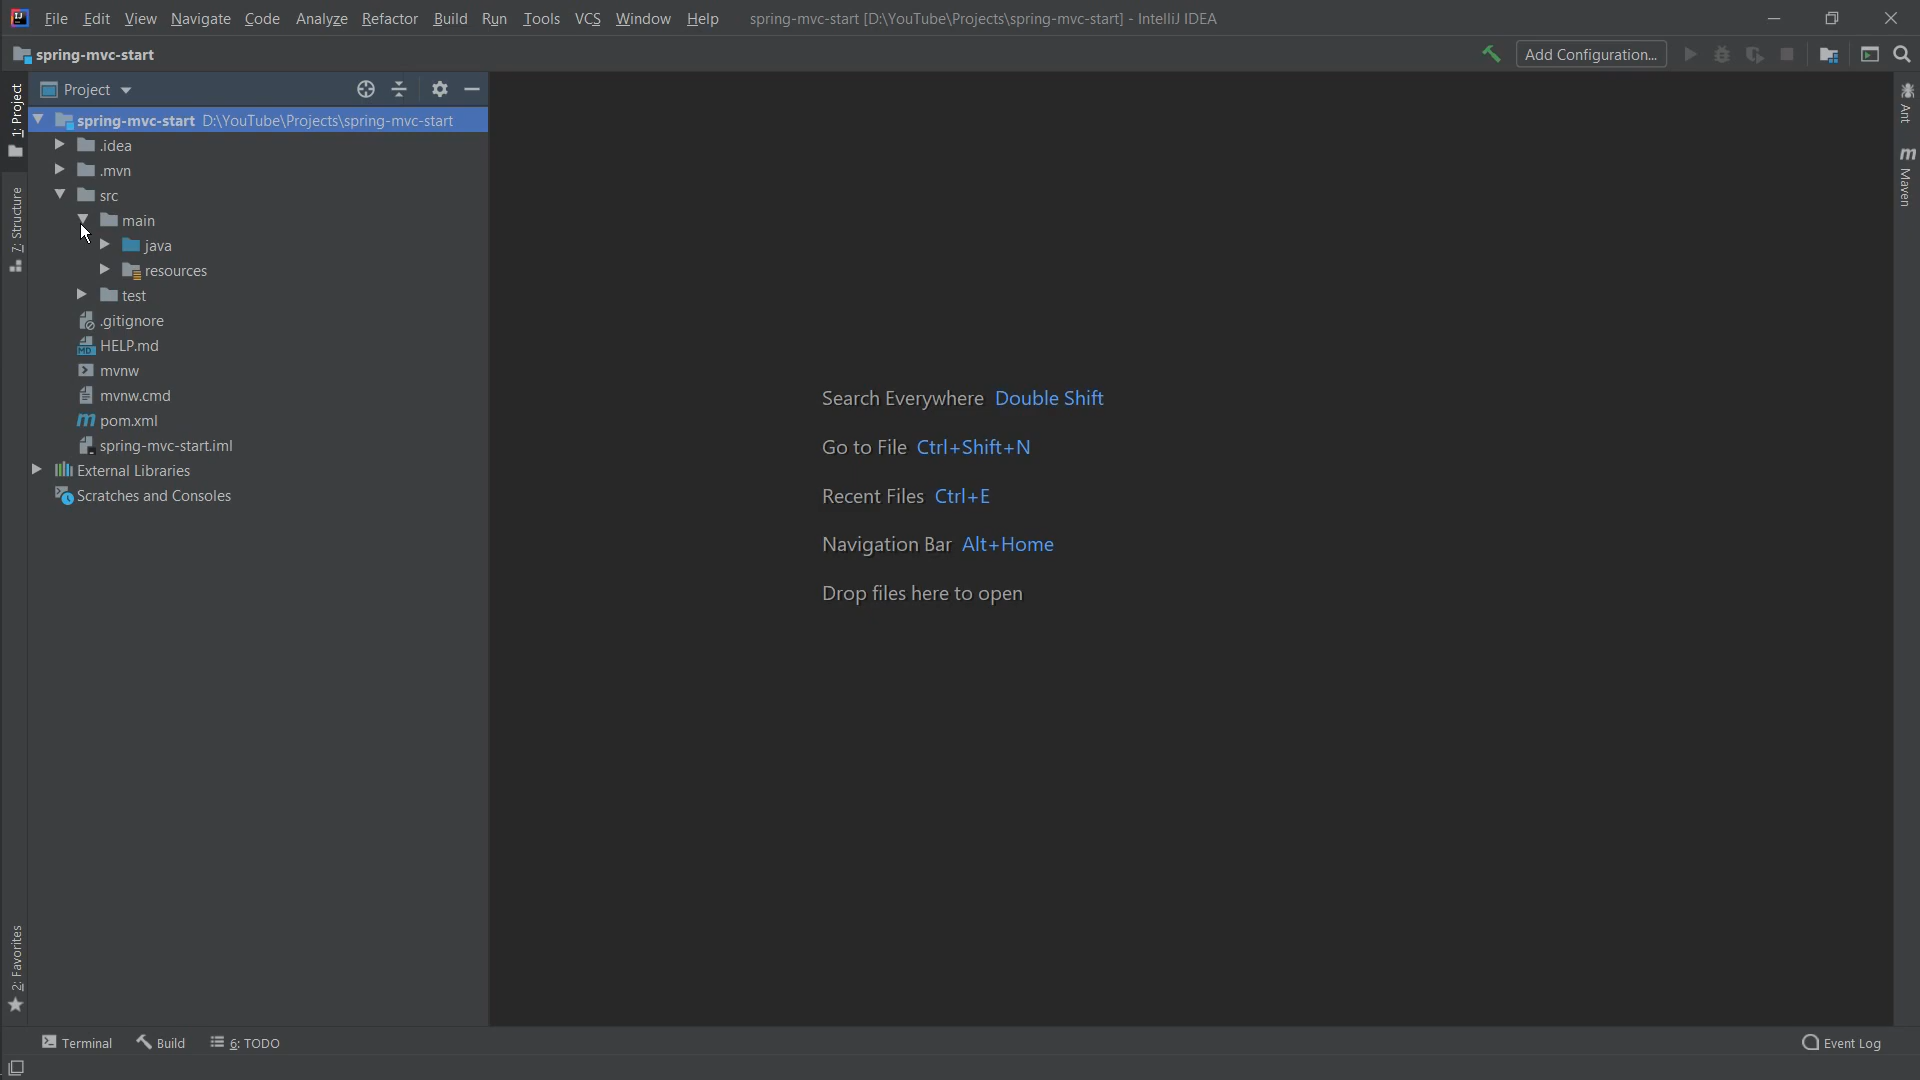 File Edit View Navigate Code Analyze Refactor Build Run Tools VCS Window Help spring-mvc-start [D:\YouTube\Projects\spring-mvc-start] - IntelliJ IDEA
spring-mvc-start Add Configuration...
1: Project
7: Structure
2: Favorites
Project
spring-mvc-start D:\YouTube\Projects\spring-mvc-start
.idea
.mvn
src
main
java
resources
test
.gitignore
HELP.md
mvnw
mvnw.cmd
pom.xml
spring-mvc-start.iml
External Libraries
Scratches and Consoles
Search Everywhere Double Shift
Go to File Ctrl+Shift+N
Recent Files Ctrl+E
Navigation Bar Alt+Home
Drop files here to open
Ant
Maven
Terminal Build 6: TODO Event Log